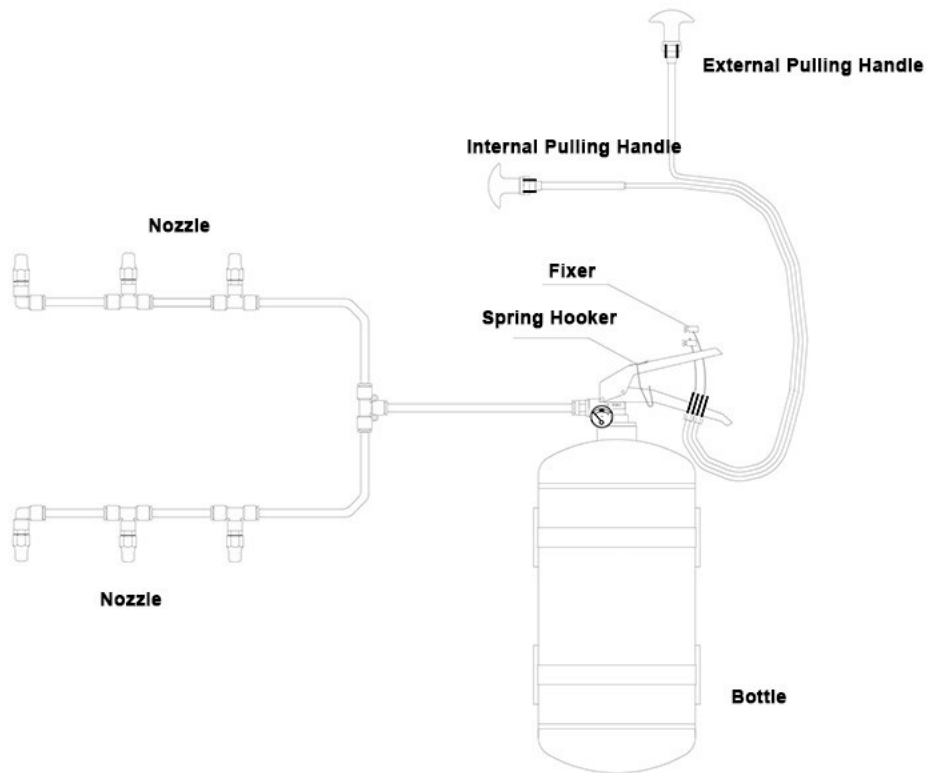 External Pulling Handle
Internal Pulling Handle
Nozzle
Fixer
Spring Hooker
Nozzle
Bottle